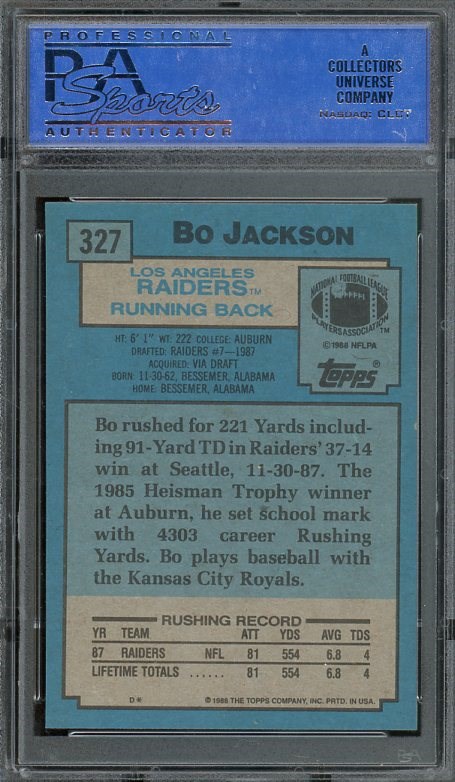 PROFESSIONAL
PSA
Sports
AUTHENTICATOR
A
COLLECTORS
UNIVERSE
COMPANY
NASDAQ: CLCT
327
BO JACKSON
LOS ANGELES
RAIDERS™
RUNNING BACK
NATIONAL FOOTBALL LEAGUE
PLAYERS ASSOCIATION
TM
©1988 NFLPA
topps®
HT: 6' 1" WT: 222 COLLEGE: AUBURN
DRAFTED: RAIDERS #7—1987
ACQUIRED: VIA DRAFT
BORN: 11-30-62, BESSEMER, ALABAMA
HOME: BESSEMER, ALABAMA
Bo rushed for 221 Yards includ-
ing 91-Yard TD in Raiders' 37-14
win at Seattle, 11-30-87. The
1985 Heisman Trophy winner
at Auburn, he set school mark
with 4303 career Rushing
Yards. Bo plays baseball with
the Kansas City Royals.
RUSHING RECORD
YR TEAM ATT YDS AVG TDS
87 RAIDERS NFL 81 554 6.8 4
LIFETIME TOTALS ...... 81 554 6.8 4
D* © 1988 THE TOPPS COMPANY, INC. PRTD. IN USA.